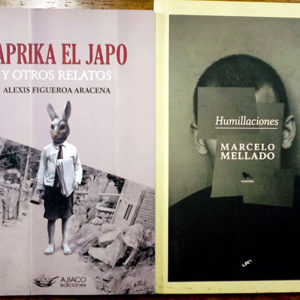 APRIKA EL JAPO
Y OTROS RELATOS
ALEXIS FIGUEROA ARACENA
AJIACO
ediciones
Humillaciones
MARCELO
MELLADO